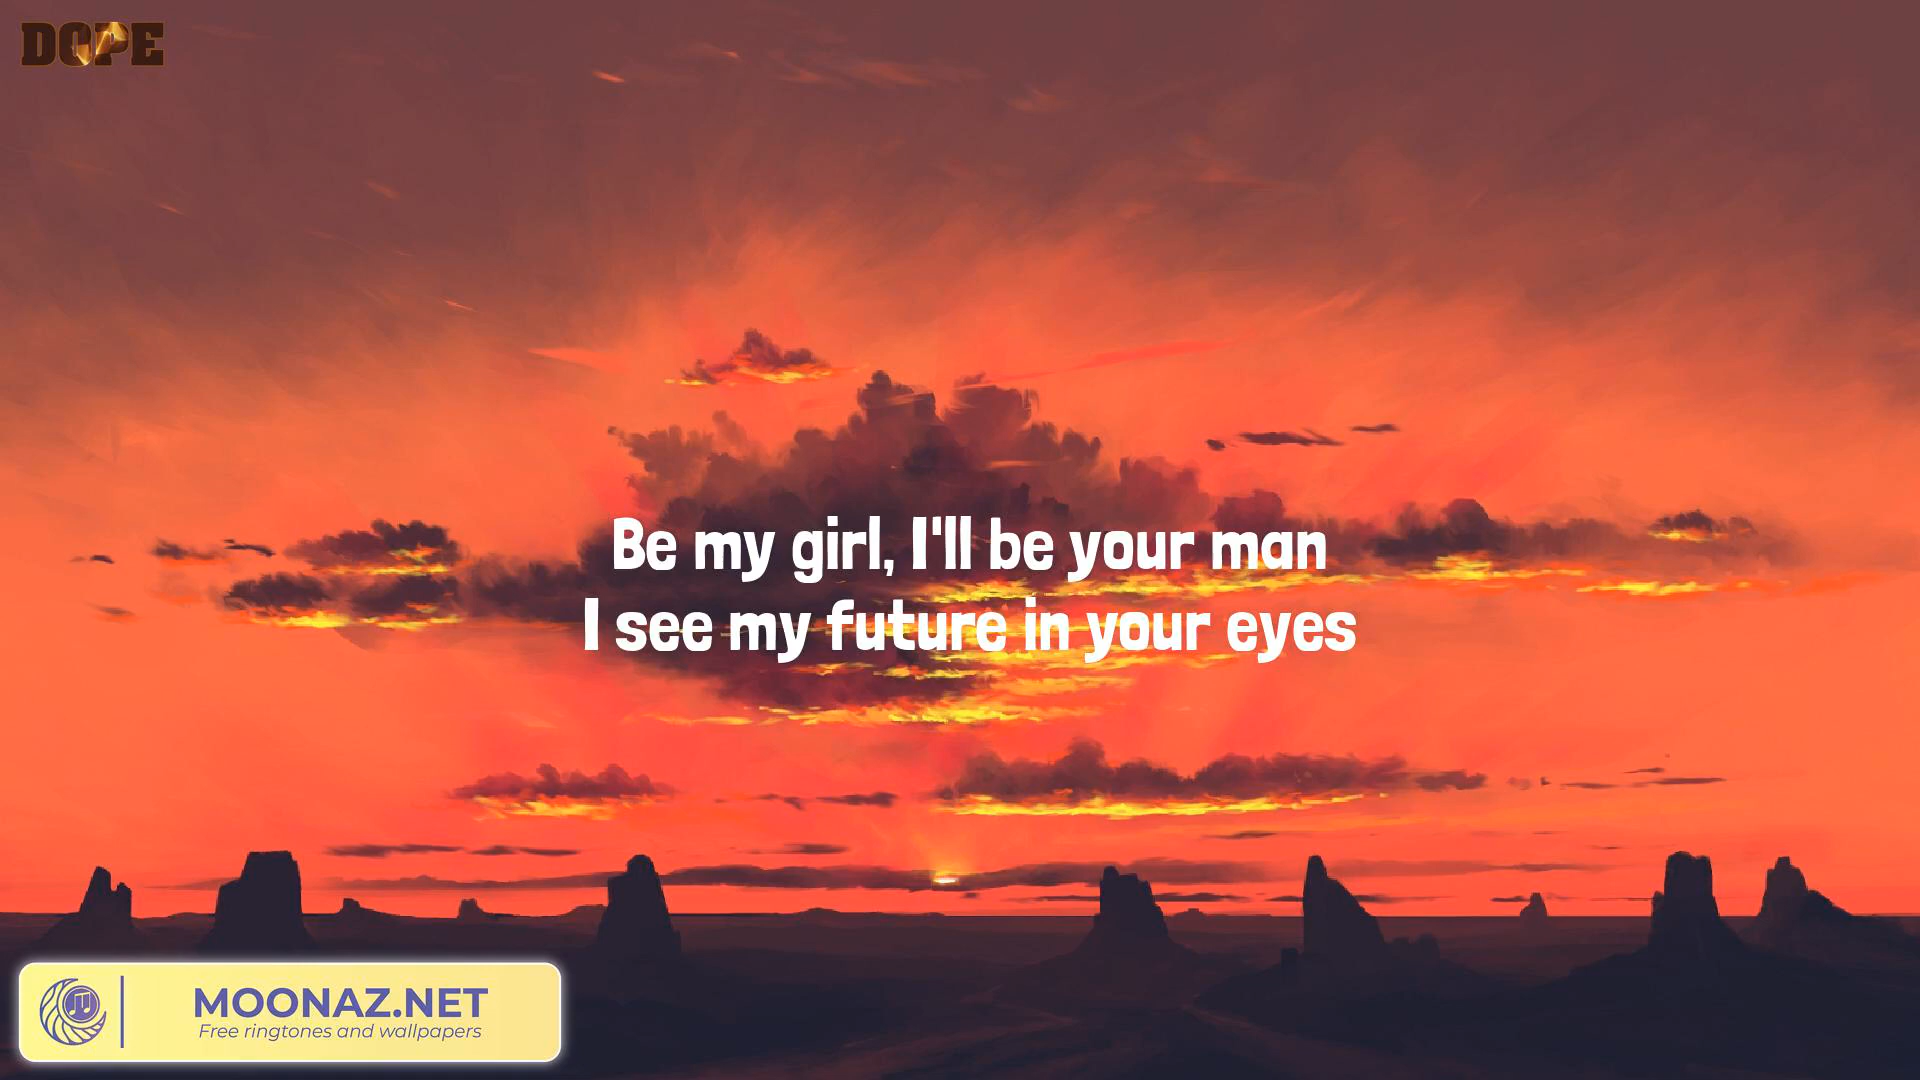 DOPE
Be my girl, I'll be your man
I see my future in your eyes
MOONAZ.NET
Free ringtones and wallpapers